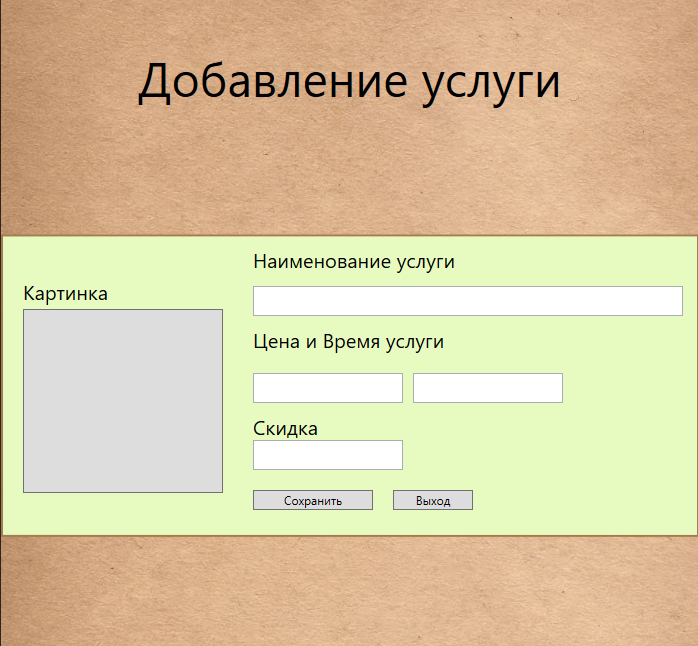 Добавление услуги
Наименование услуги
Картинка
Цена и Время услуги
Скидка
Сохранить
Выход